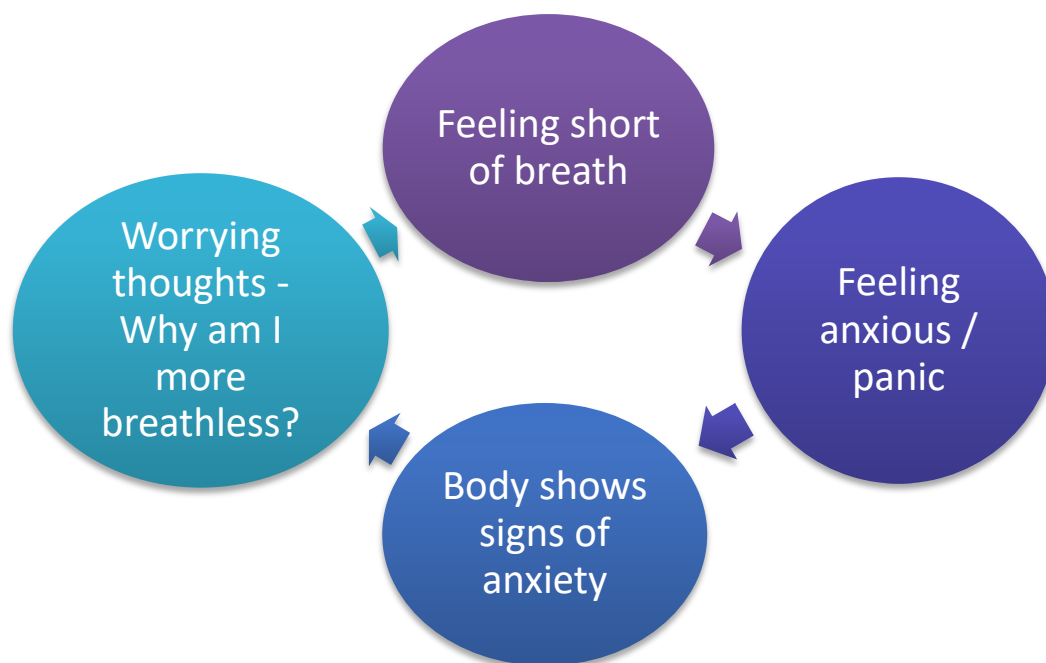 Feeling short
of breath
Feeling
anxious /
panic
Body shows
signs of
anxiety
Worrying
thoughts -
Why am I
more
breathless?